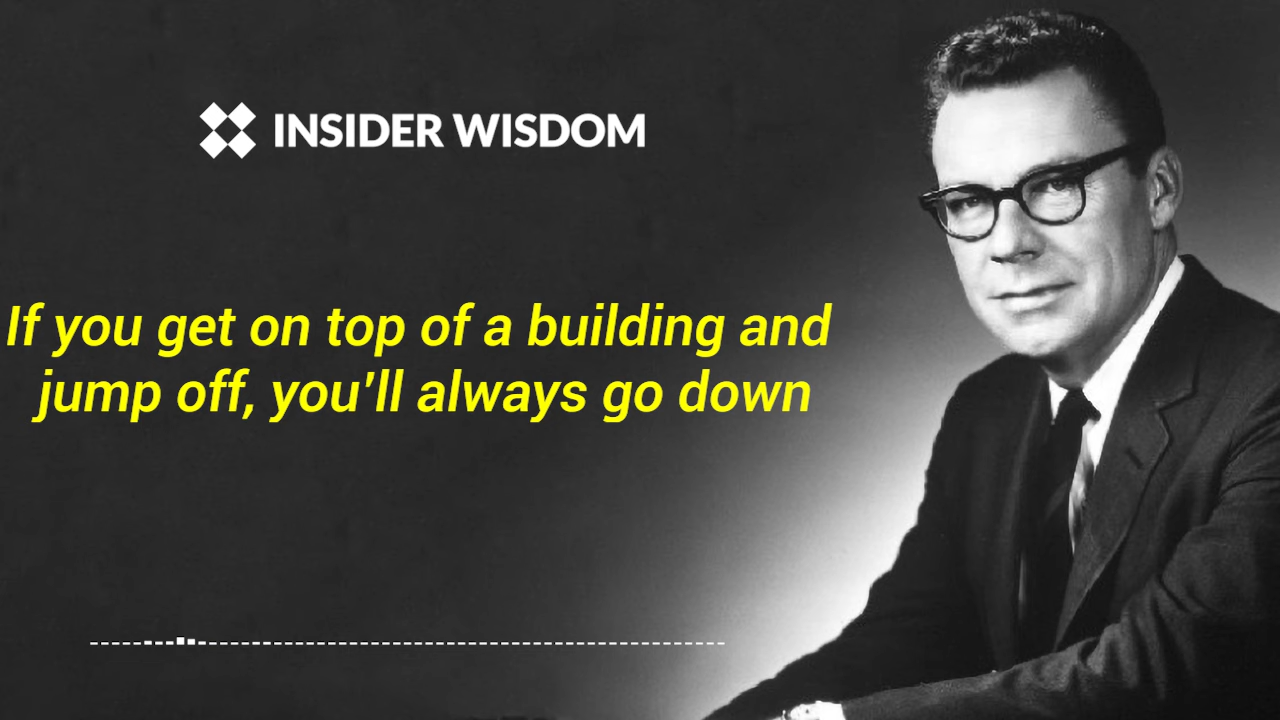 INSIDER WISDOM
If you get on top of a building and
jump off, you'll always go down